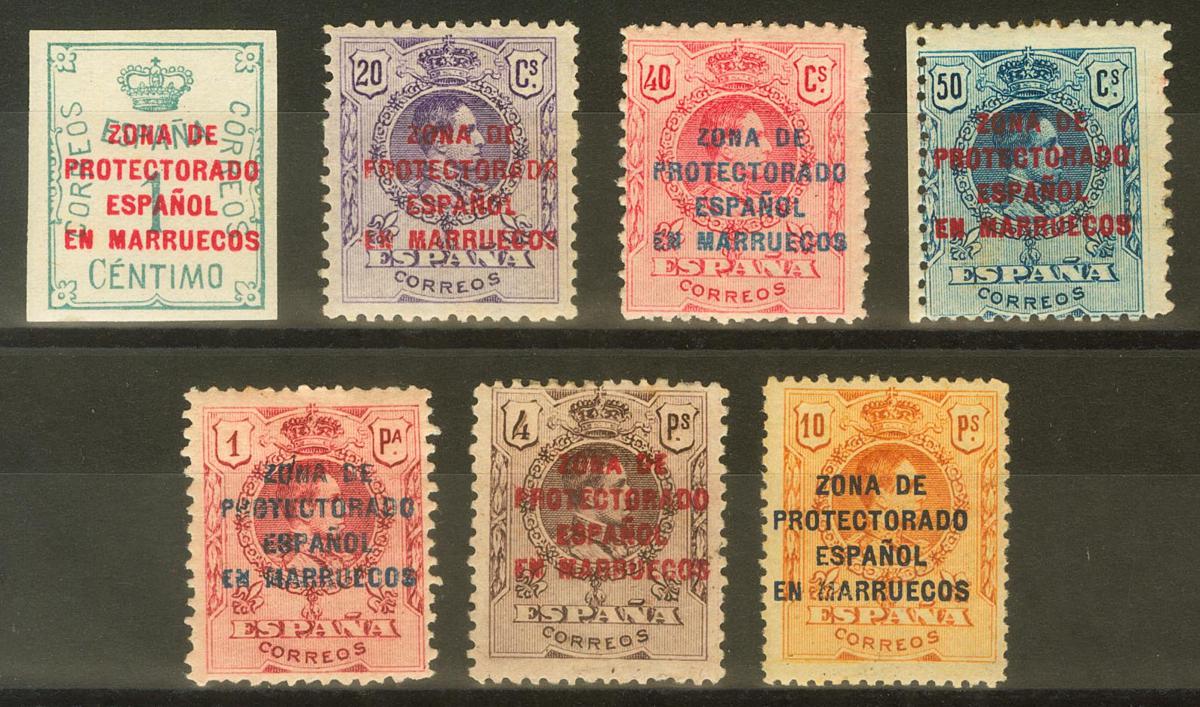 CORREOS
ESPAÑA
CORREOS
1
CÉNTIMO
ZONA DE
PROTECTORADO
ESPAÑOL
EN MARRUECOS
20 Cs.
ZONA DE
PROTECTORADO
ESPAÑOL
EN MARRUECOS
ESPAÑA
CORREOS
40 Cs.
ZONA DE
PROTECTORADO
ESPAÑOL
EN MARRUECOS
ESPAÑA
CORREOS
50 Cs.
ZONA DE
PROTECTORADO
ESPAÑOL
EN MARRUECOS
ESPAÑA
CORREOS
1 PA.
ZONA DE
PROTECTORADO
ESPAÑOL
EN MARRUECOS
ESPAÑA
CORREOS
4 PS.
ZONA DE
PROTECTORADO
ESPAÑOL
EN MARRUECOS
ESPAÑA
CORREOS
10 PS.
ZONA DE
PROTECTORADO
ESPAÑOL
EN MARRUECOS
ESPAÑA
CORREOS